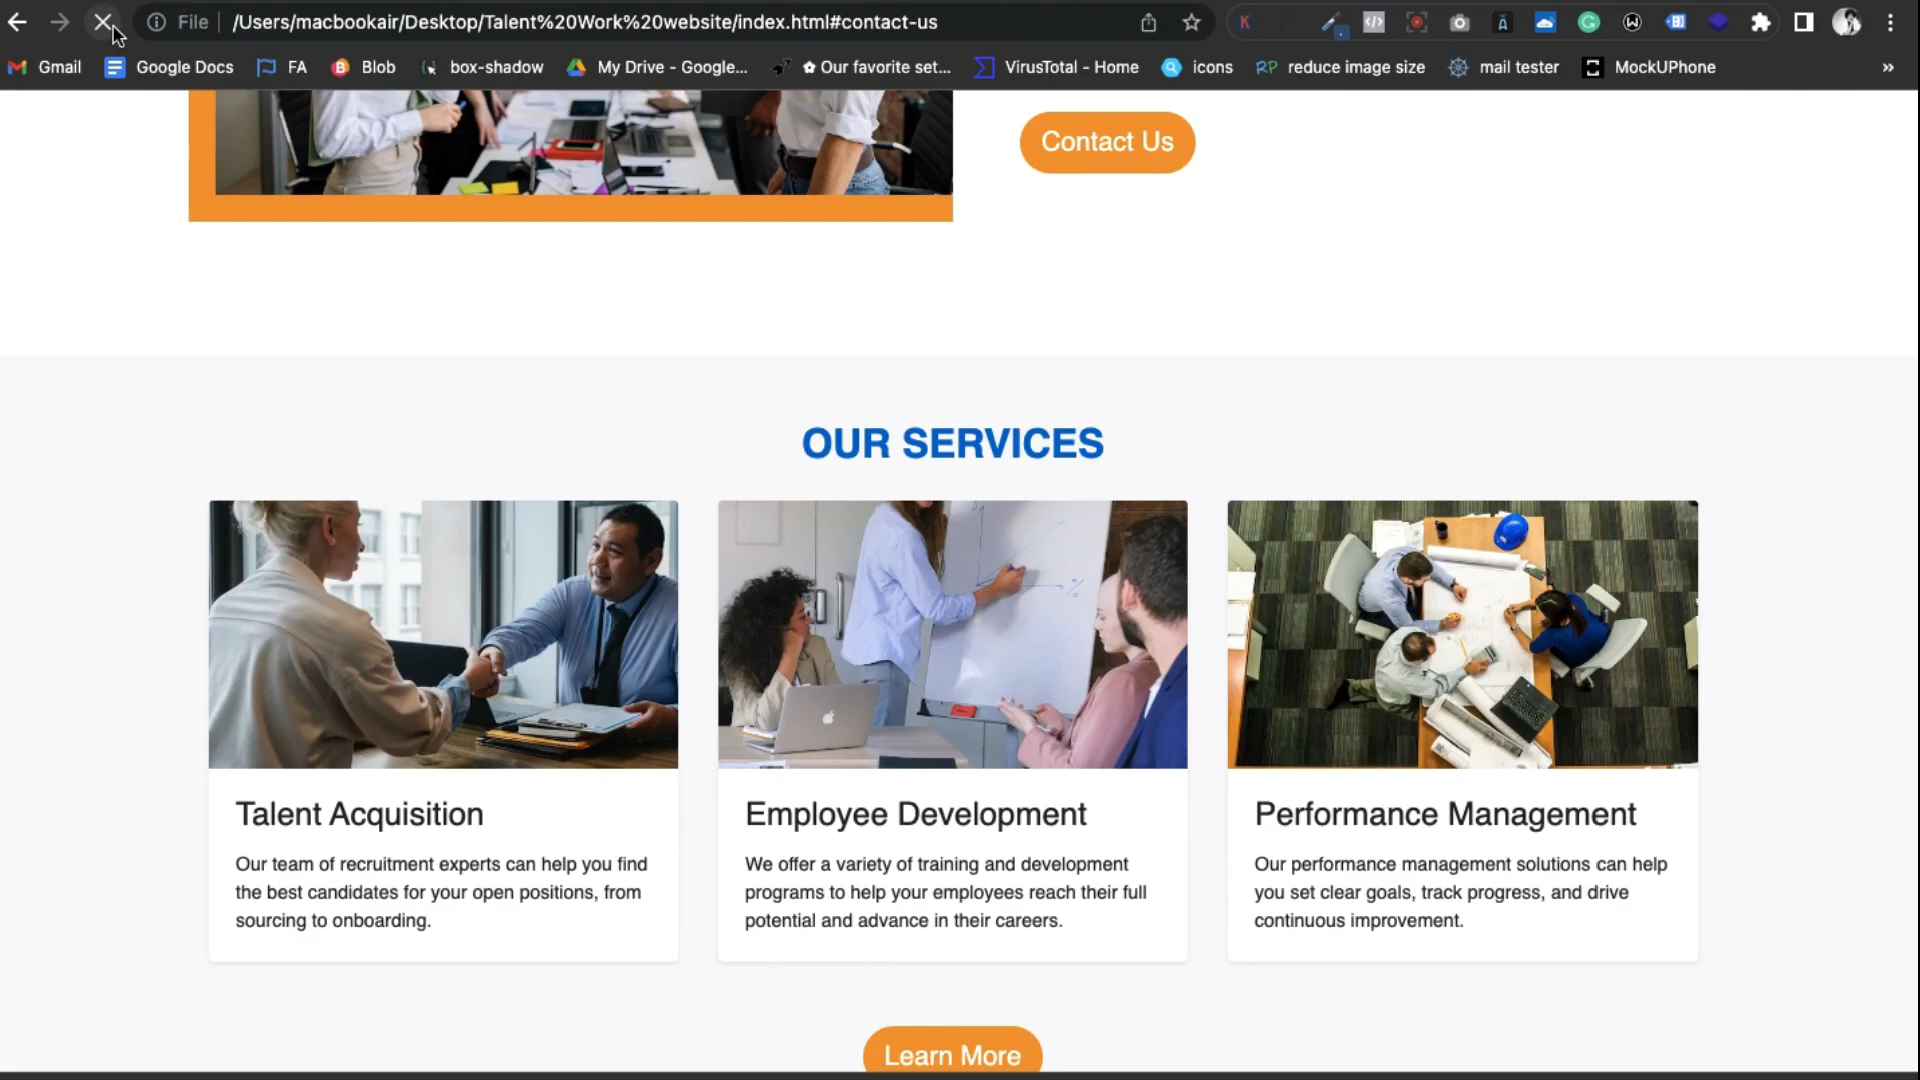 File /Users/macbookair/Desktop/Talent%20Work%20website/index.html#contact-us
Gmail Google Docs FA Blob box-shadow My Drive - Google... ✿ Our favorite set... VirusTotal - Home icons RP reduce image size mail tester MockUPhone »
Contact Us
OUR SERVICES
Talent Acquisition
Our team of recruitment experts can help you find
the best candidates for your open positions, from
sourcing to onboarding.
Employee Development
We offer a variety of training and development
programs to help your employees reach their full
potential and advance in their careers.
Performance Management
Our performance management solutions can help
you set clear goals, track progress, and drive
continuous improvement.
Learn More